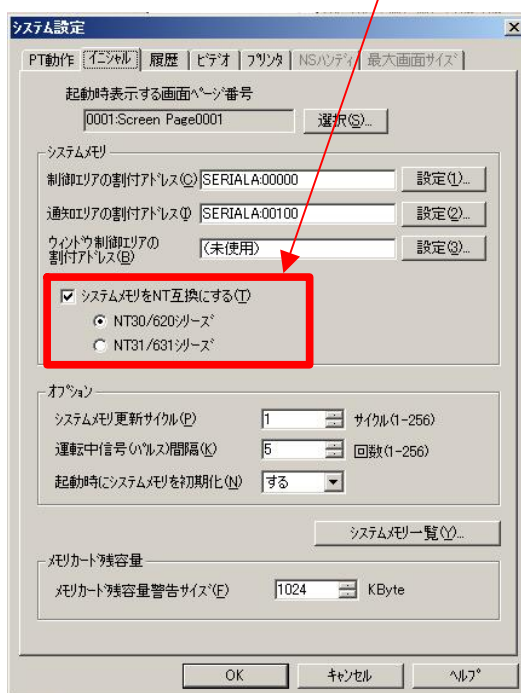 システム設定
PT動作 イニシャル 履歴 ビデオ プリンタ NSハンディ 最大画面サイズ
起動時表示する画面ページ番号
0001:Screen Page0001 選択(S)...
システムメモリ
制御エリアの割付アドレス(C) SERIALA:00000 設定(1)...
通知エリアの割付アドレス(I) SERIALA:00100 設定(2)...
ウィンドウ制御エリアの
割付アドレス(B) (未使用) 設定(3)...
システムメモリをNT互換にする(T)
NT30/620シリーズ
NT31/631シリーズ
オプション
システムメモリ更新サイクル(P) 1 サイクル(1-256)
運転中信号(パルス)間隔(K) 5 回数(1-256)
起動時にシステムメモリを初期化(N) する
システムメモリ一覧(Y)...
メモリカード残容量
メモリカード残容量警告サイズ(F) 1024 KByte
OK キャンセル ヘルプ